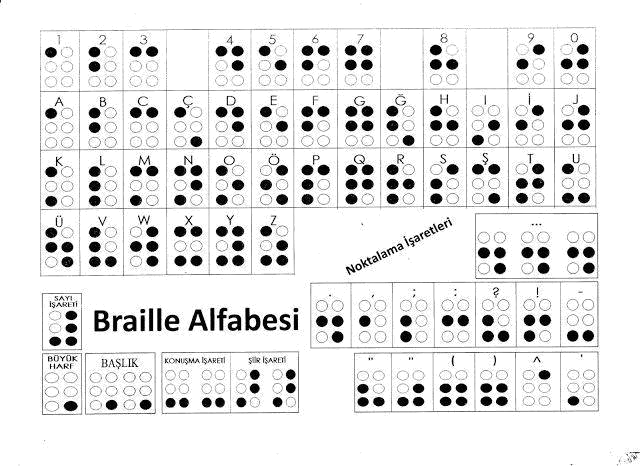 1 2 3 4 5 6 7 8 9 0
A B C Ç D E F G Ğ H I İ J
K L M N O Ö P Q R S Ş T U
Ü V W X Y Z
Noktalama İşaretleri
...
SAYI
İŞARETİ
Braille Alfabesi
. , ; : ? ! -
BÜYÜK
HARF
BAŞLIK
KONUŞMA İŞARETİ
ŞİİR İŞARETİ
" " ( ) ^ '